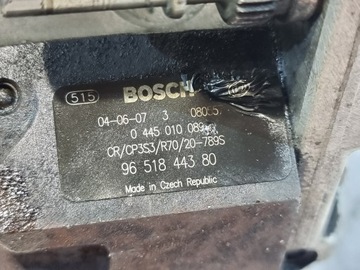 515 BOSCH
04-06-07 3
0 445 010 089
CR/CP3S3/R70/20-789S
96 518 443 80
Made in Czech Republic